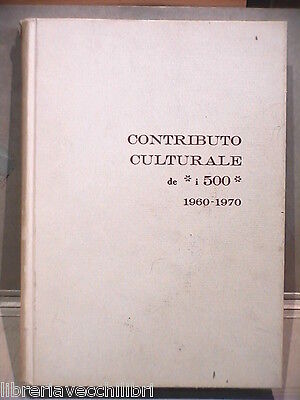 CONTRIBUTO
CULTURALE
de * i 500 *
1960-1970
libreriavecchilibri